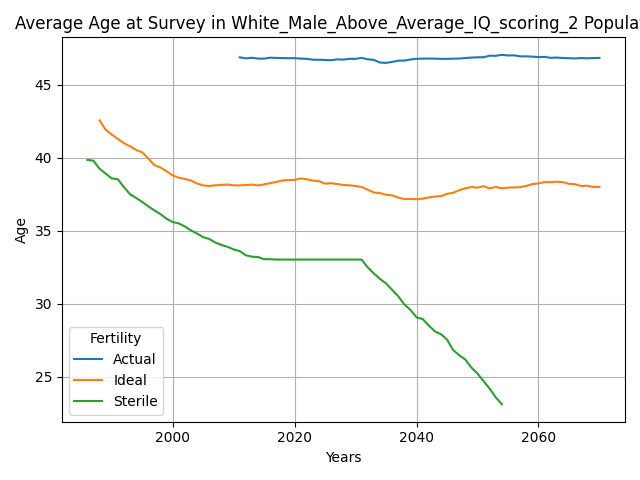 Average Age at Survey in White_Male_Above_Average_IQ_scoring_2 Popula
Age
45
40
35
30
25
Fertility
Actual
Ideal
Sterile
2000 2020 2040 2060
Years